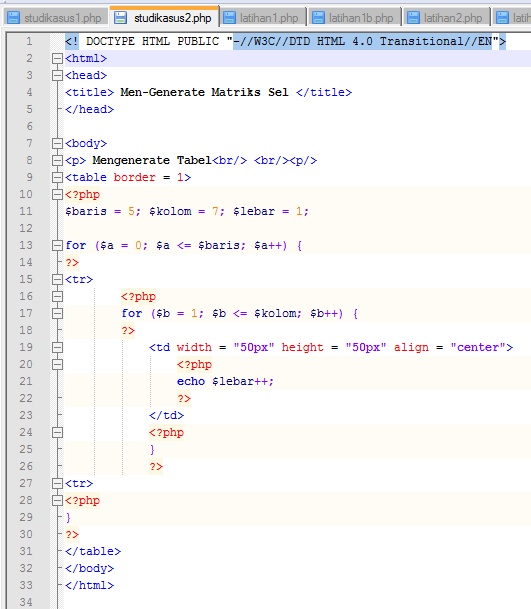 studikasus1.php studikasus2.php latihan1.php latihan1b.php latihan2.php
1 <! DOCTYPE HTML PUBLIC "-//W3C//DTD HTML 4.0 Transitional//EN">
2 <html>
3 <head>
4 <title> Men-Generate Matriks Sel </title>
5 </head>
6
7 <body>
8 <p> Mengenerate Tabel<br/> <br/><p/>
9 <table border = 1>
10 <?php
11 $baris = 5; $kolom = 7; $lebar = 1;
12
13 for ($a = 0; $a <= $baris; $a++) {
14 ?>
15 <tr>
16 <?php
17 for ($b = 1; $b <= $kolom; $b++) {
18 ?>
19 <td width = "50px" height = "50px" align = "center">
20 <?php
21 echo $lebar++;
22 ?>
23 </td>
24 <?php
25 }
26 ?>
27 <tr>
28 <?php
29 }
30 ?>
31 </table>
32 </body>
33 </html>
34